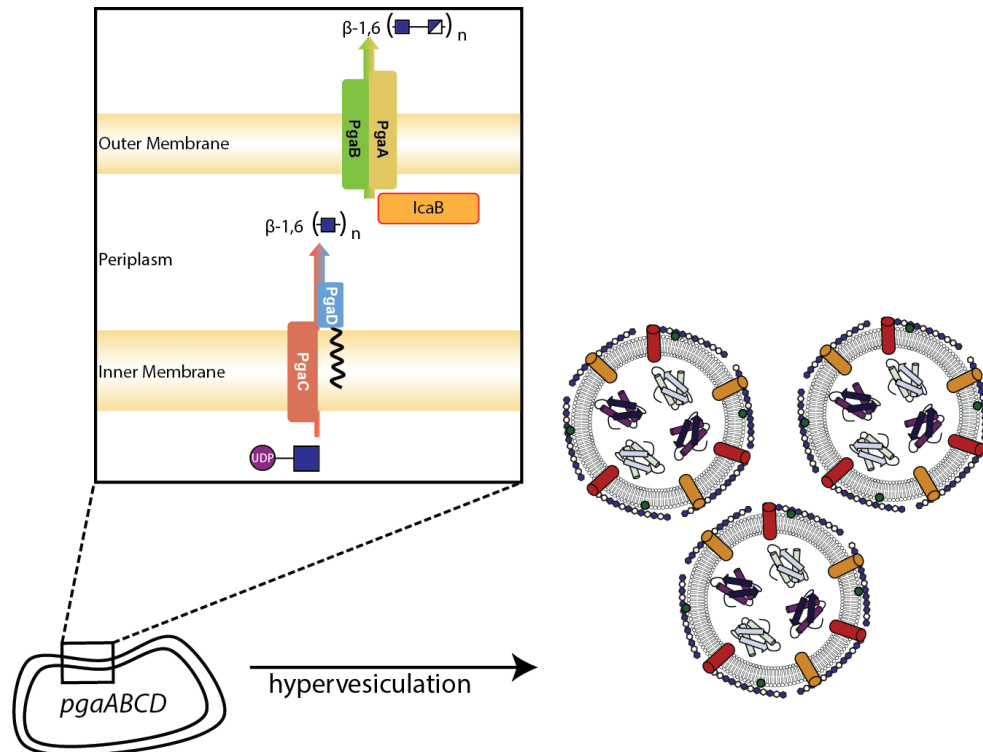 β-1,6 ( )n
PgaB
PgaA
Outer Membrane
IcaB
β-1,6 ( )n
Periplasm
PgaD
PgaC
Inner Membrane
UDP
pgaABCD
hypervesiculation